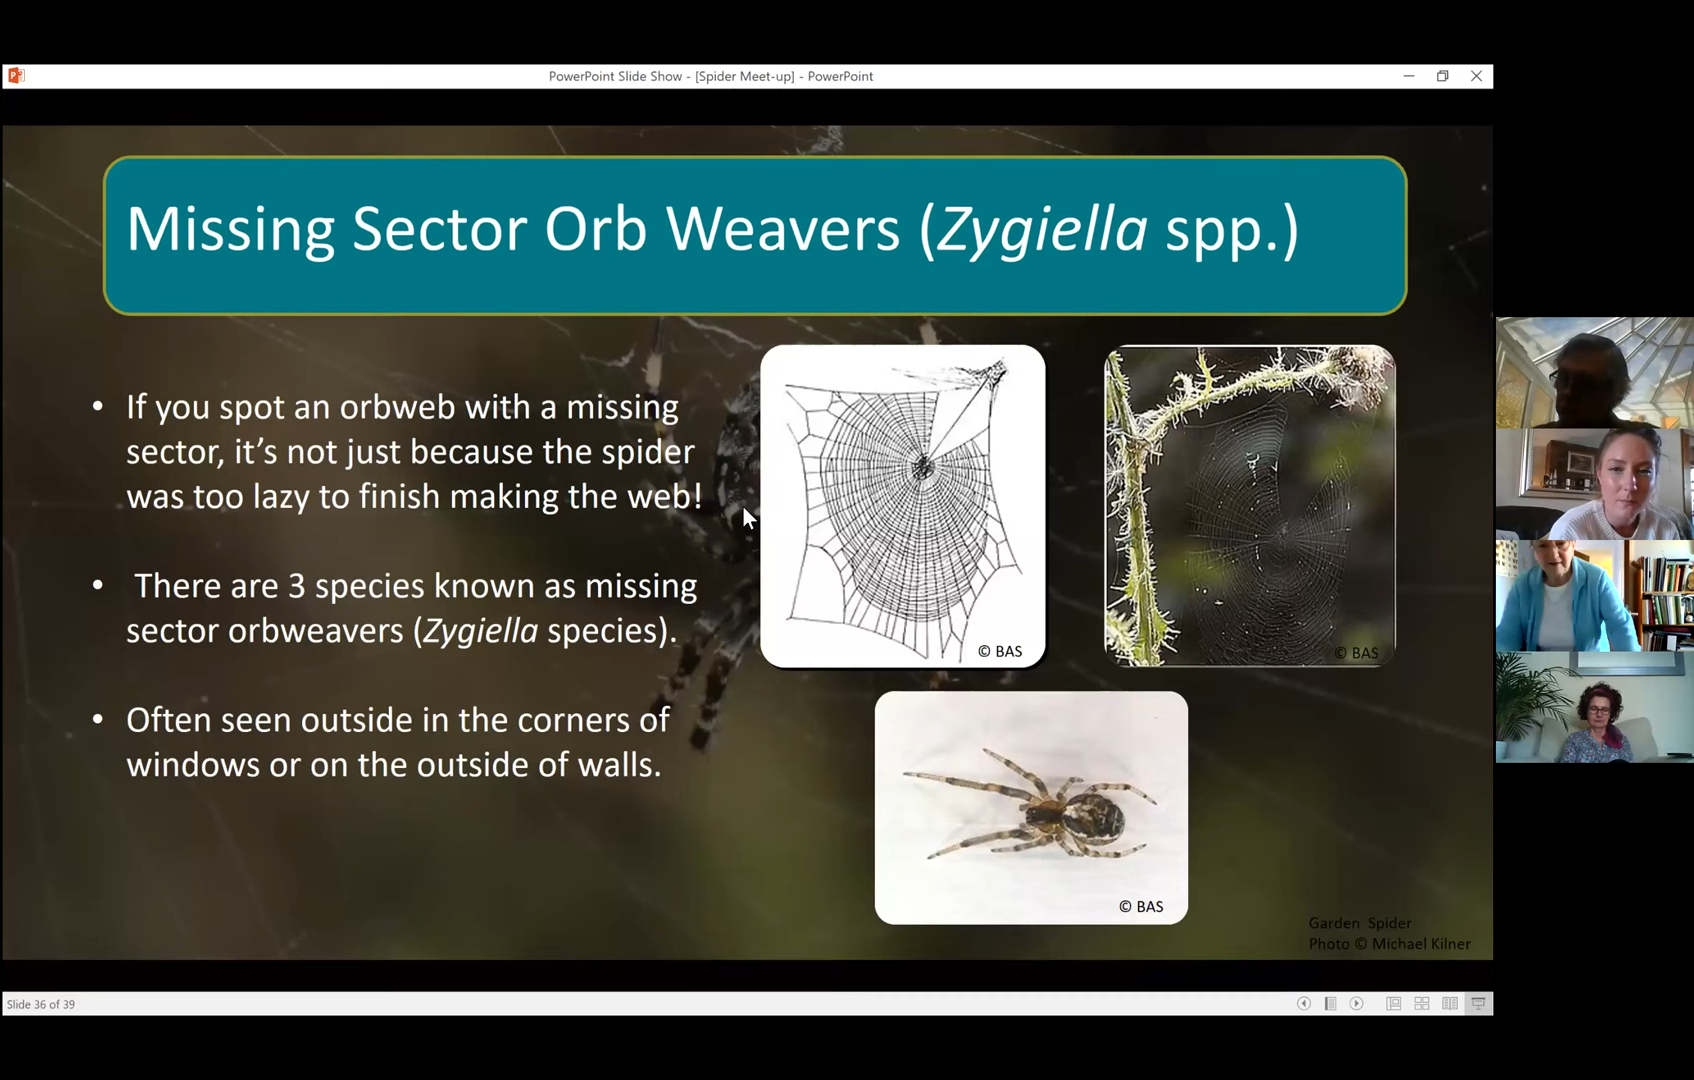 PowerPoint Slide Show - [Spider Meet-up] - PowerPoint
Missing Sector Orb Weavers (Zygiella spp.)
• If you spot an orbweb with a missing
sector, it's not just because the spider
was too lazy to finish making the web!
• There are 3 species known as missing
sector orbweavers (Zygiella species).
• Often seen outside in the corners of
windows or on the outside of walls.
© BAS
© BAS
© BAS
Garden Spider
Photo © Michael Kilner
Slide 36 of 39